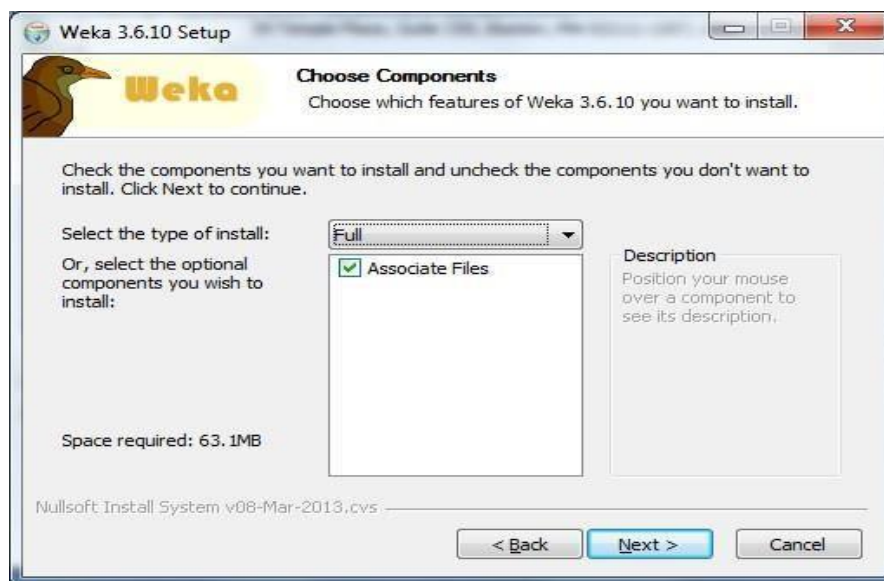 Weka 3.6.10 Setup
Weka
Choose Components
Choose which features of Weka 3.6.10 you want to install.
Check the components you want to install and uncheck the components you don't want to
install. Click Next to continue.
Select the type of install:
Full
Or, select the optional
components you wish to
install:
Associate Files
Description
Position your mouse
over a component to
see its description.
Space required: 63.1MB
Nullsoft Install System v08-Mar-2013.cvs
< Back
Next >
Cancel